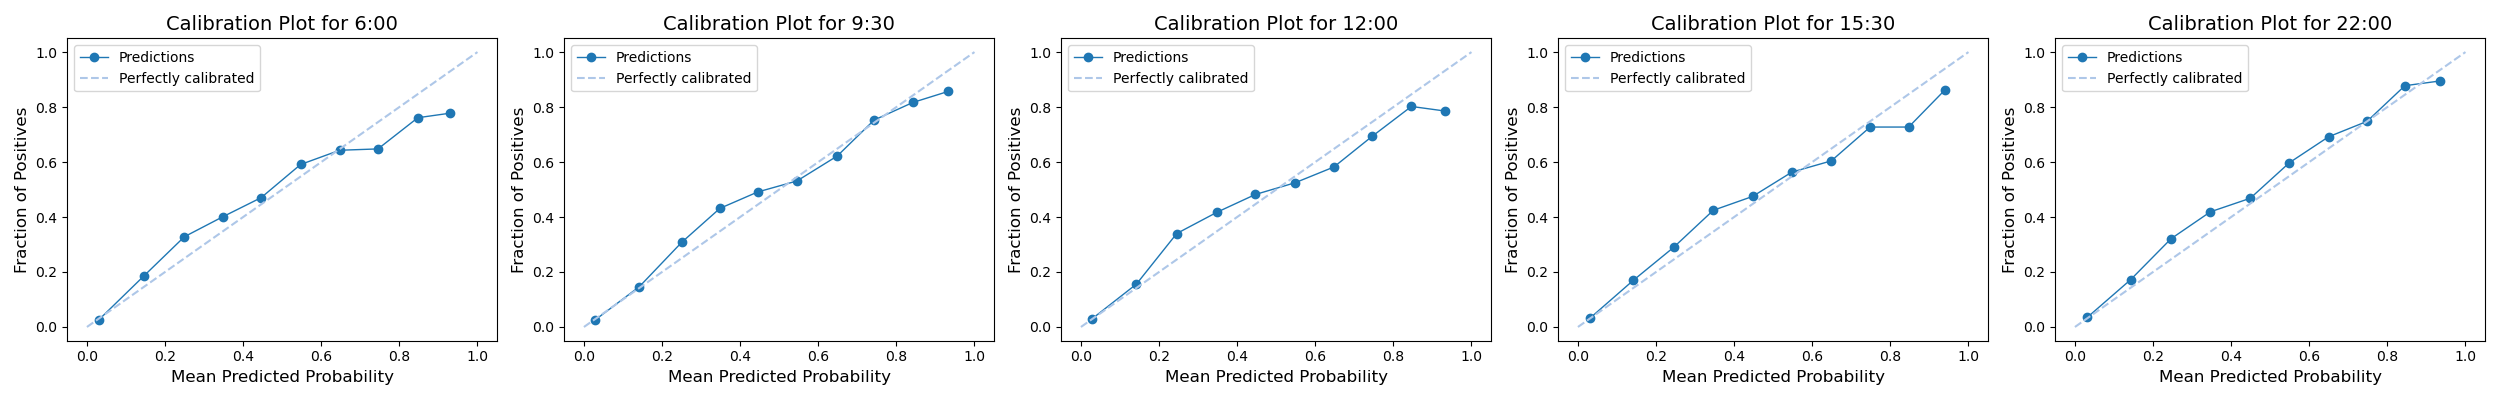 Calibration Plot for 6:00
1.0
0.8
0.6
0.4
0.2
0.0
Fraction of Positives
Predictions
Perfectly calibrated
0.0 0.2 0.4 0.6 0.8 1.0
Mean Predicted Probability
Calibration Plot for 9:30
1.0
0.8
0.6
0.4
0.2
0.0
Fraction of Positives
Predictions
Perfectly calibrated
0.0 0.2 0.4 0.6 0.8 1.0
Mean Predicted Probability
Calibration Plot for 12:00
1.0
0.8
0.6
0.4
0.2
0.0
Fraction of Positives
Predictions
Perfectly calibrated
0.0 0.2 0.4 0.6 0.8 1.0
Mean Predicted Probability
Calibration Plot for 15:30
1.0
0.8
0.6
0.4
0.2
0.0
Fraction of Positives
Predictions
Perfectly calibrated
0.0 0.2 0.4 0.6 0.8 1.0
Mean Predicted Probability
Calibration Plot for 22:00
1.0
0.8
0.6
0.4
0.2
0.0
Fraction of Positives
Predictions
Perfectly calibrated
0.0 0.2 0.4 0.6 0.8 1.0
Mean Predicted Probability